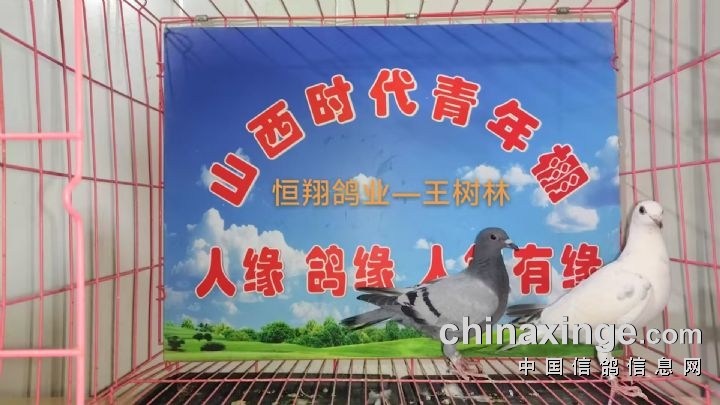 山西时代青年棚
恒翔鸽业—王树林
人缘 鸽缘 人 有缘
chinaxinge.com
中国信鸽信息网